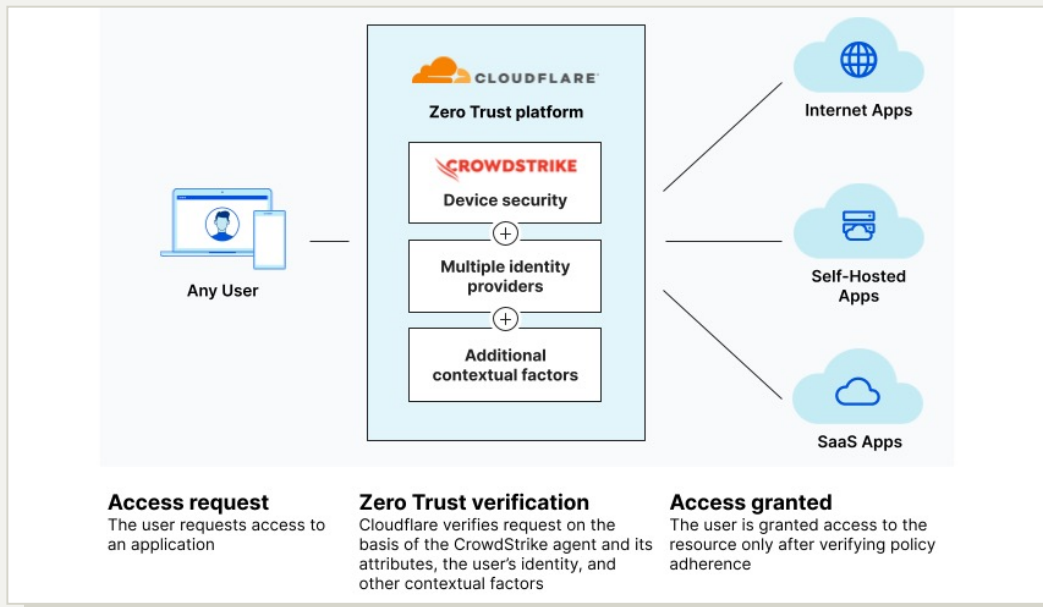 CLOUDFLARE
Zero Trust platform
CROWDSTRIKE
Device security
Multiple identity
providers
Additional
contextual factors
Any User
Internet Apps
Self-Hosted
Apps
SaaS Apps
Access request
The user requests access to
an application
Zero Trust verification
Cloudflare verifies request on the
basis of the CrowdStrike agent and its
attributes, the user's identity, and
other contextual factors
Access granted
The user is granted access to the
resource only after verifying policy
adherence